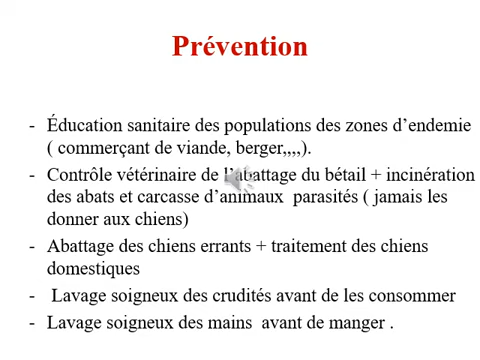 Prévention
- Éducation sanitaire des populations des zones d’endemie
( commerçant de viande, berger,,,,).
- Contrôle vétérinaire de l’abattage du bétail + incinération
des abats et carcasse d’animaux  parasités ( jamais les
donner aux chiens)
- Abattage des chiens errants + traitement des chiens
domestiques
-  Lavage soigneux des crudités avant de les consommer
- Lavage soigneux des mains  avant de manger .